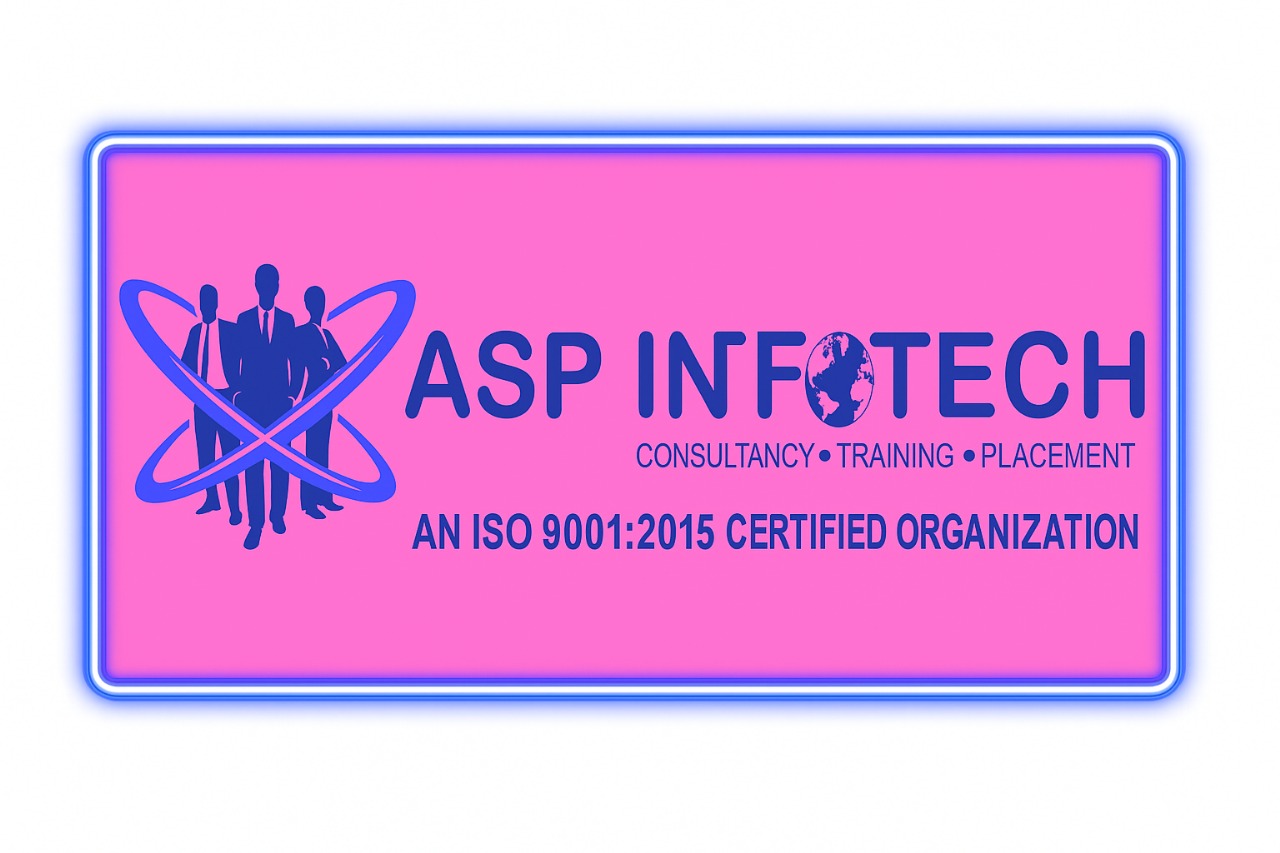 ASP INFOTECH
CONSULTANCY • TRAINING • PLACEMENT
AN ISO 9001:2015 CERTIFIED ORGANIZATION